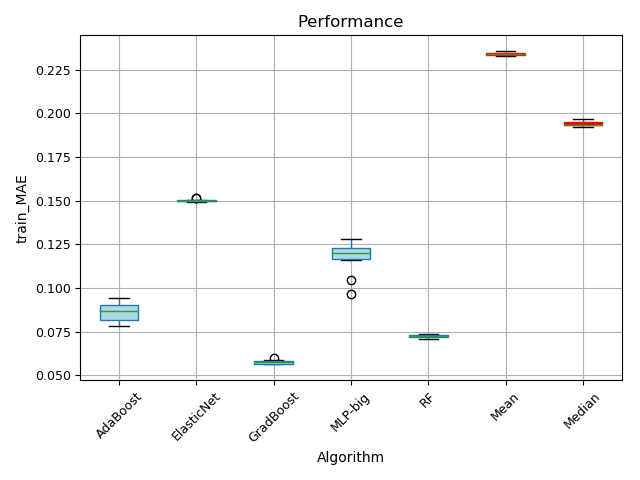 Performance
train_MAE
0.225
0.200
0.175
0.150
0.125
0.100
0.075
0.050
AdaBoost
ElasticNet
GradBoost
MLP-big
RF
Mean
Median
Algorithm